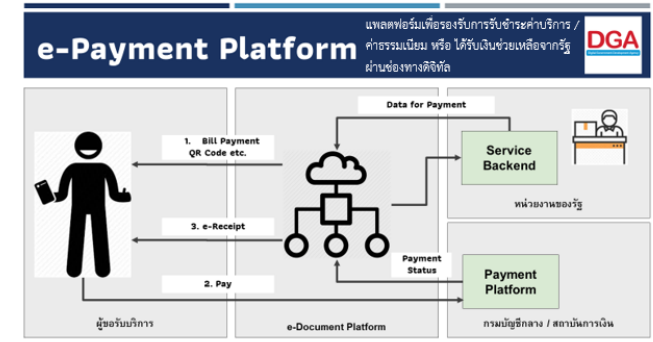 e-Payment Platform
แพลตฟอร์มเพื่อรองรับการรับชำระค่าบริการ /
ค่าธรรมเนียม หรือ ได้รับเงินช่วยเหลือจากรัฐ
ผ่านช่องทางดิจิทัล
DGA
Data for Payment
1. Bill Payment
QR Code etc.
Service
Backend
หน่วยงานของรัฐ
3. e-Receipt
Payment
Status
2. Pay
Payment
Platform
ผู้ขอรับบริการ
e-Document Platform
กรมบัญชีกลาง / สถาบันการเงิน